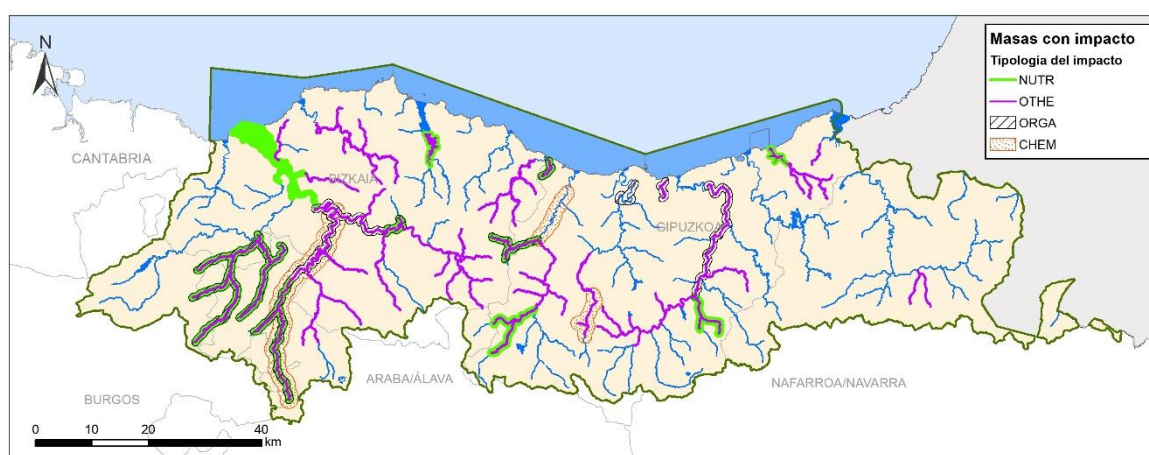 N
Masas con impacto
Tipología del impacto
NUTR
OTHE
ORGA
CHEM
CANTABRIA
BIZKAIA
GIPUZKOA
ARABA/ÁLAVA
NAFARROA/NAVARRA
BURGOS
0 10 20 40
km